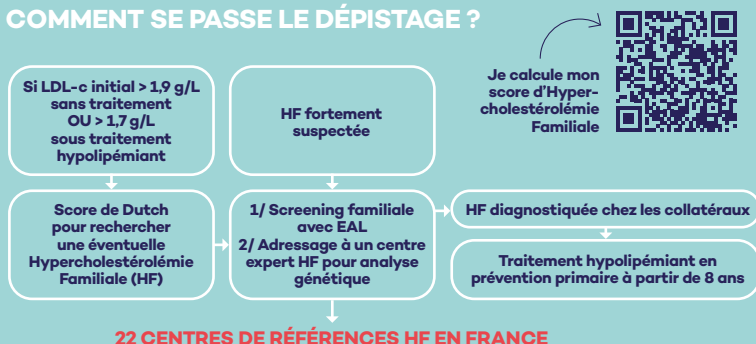 COMMENT SE PASSE LE DÉPISTAGE ?
Je calcule mon
score d'Hyper-
cholestérolémie
Familiale
Si LDL-c initial > 1,9 g/L
sans traitement
OU > 1,7 g/L
sous traitement
hypolipémiant
HF fortement
suspectée
Score de Dutch
pour rechercher
une éventuelle
Hypercholestérolémie
Familiale (HF)
1/ Screening familiale
avec EAL
2/ Adressage à un centre
expert HF pour analyse
génétique
HF diagnostiquée chez les collatéraux
Traitement hypolipémiant en
prévention primaire à partir de 8 ans
22 CENTRES DE RÉFÉRENCES HF EN FRANCE